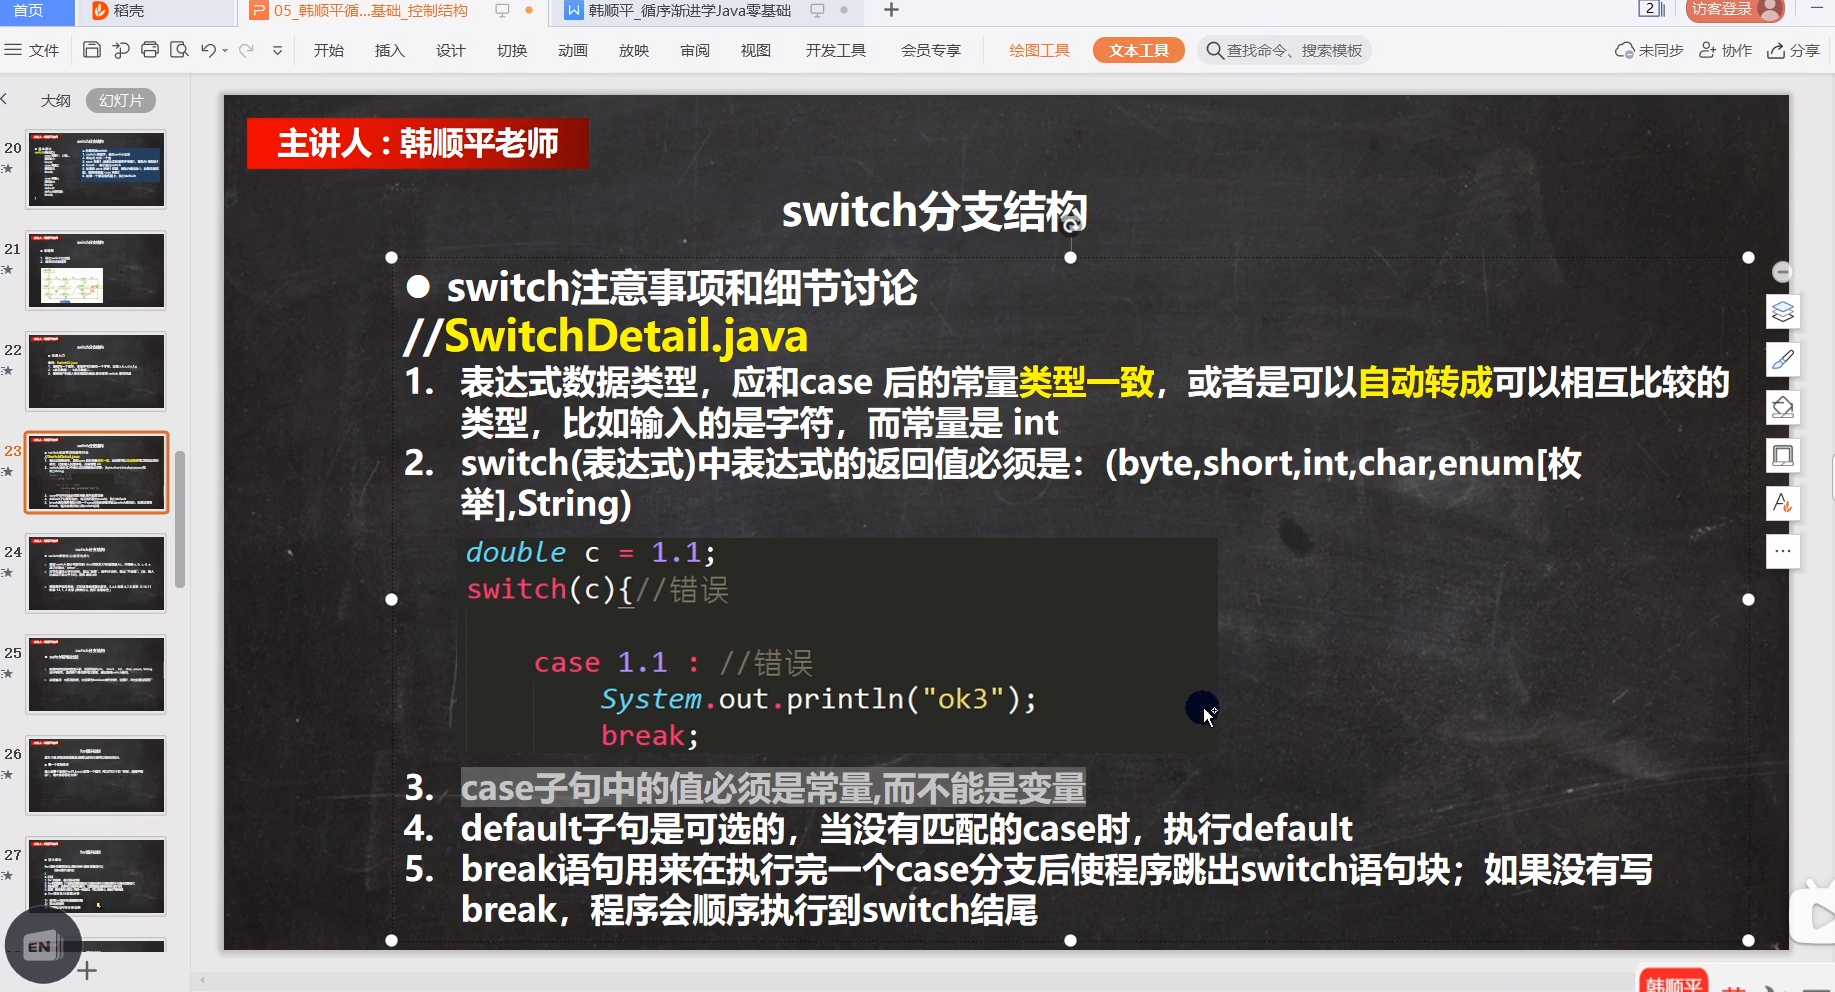 首页
稻壳
05_韩顺平循...基础_控制结构
韩顺平_循序渐进学Java零基础
2
访客登录
文件
开始
插入
设计
切换
动画
放映
审阅
视图
开发工具
会员专享
绘图工具
文本工具
查找命令、搜索模板
未同步
协作
分享
大纲
幻灯片
20
21
22
23
24
25
26
27
主讲人：韩顺平老师
switch分支结构
● switch注意事项和细节讨论
//SwitchDetail.java
1. 表达式数据类型，应和case 后的常量类型一致，或者是可以自动转成可以相互比较的
类型，比如输入的是字符，而常量是 int
2. switch(表达式)中表达式的返回值必须是：(byte,short,int,char,enum[枚
举],String)
double c = 1.1;
switch(c){//错误
case 1.1 : //错误
System.out.println("ok3");
break;
3. case子句中的值必须是常量,而不能是变量
4. default子句是可选的，当没有匹配的case时，执行default
5. break语句用来在执行完一个case分支后使程序跳出switch语句块；如果没有写
break，程序会顺序执行到switch结尾
EN
韩顺平